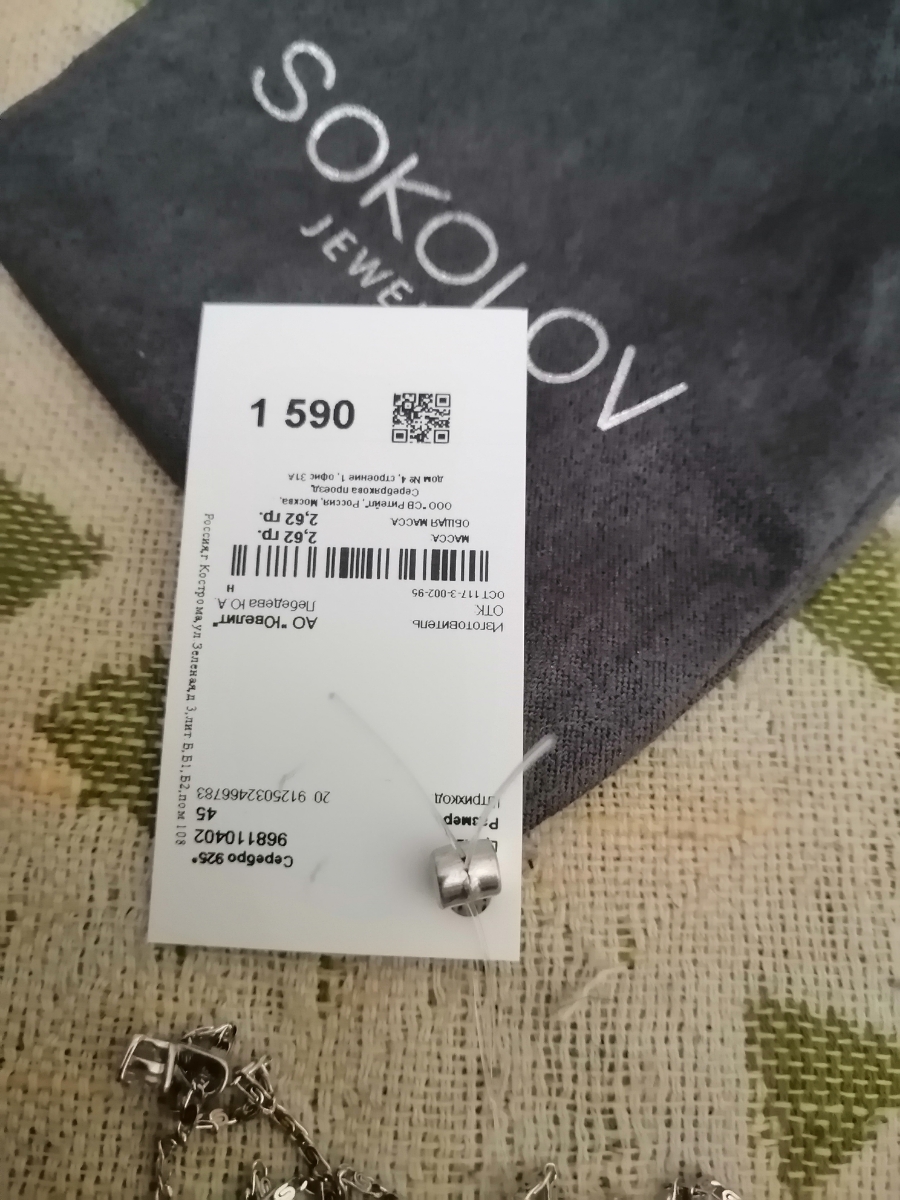 SOKOLOV
JEWE
1 590
Серебро 925*
968110402
Размер 45
Штрихкод 20 9125032466783
Изготовитель АО "Ювелит"
ОТК Лебедева Ю.А.
Н
ОСТ 117-3-002-95
МАССА: 2,62 гр.
ОБЩАЯ МАССА: 2,62 гр.
ООО "СВ Ритейл", Россия, Москва,
Серебрякова проезд,
дом № 4, строение 1, офис 31А
Россия,г Кострома,ул Зеленая,д 3,лит Б,Б1,Б2,пом 108